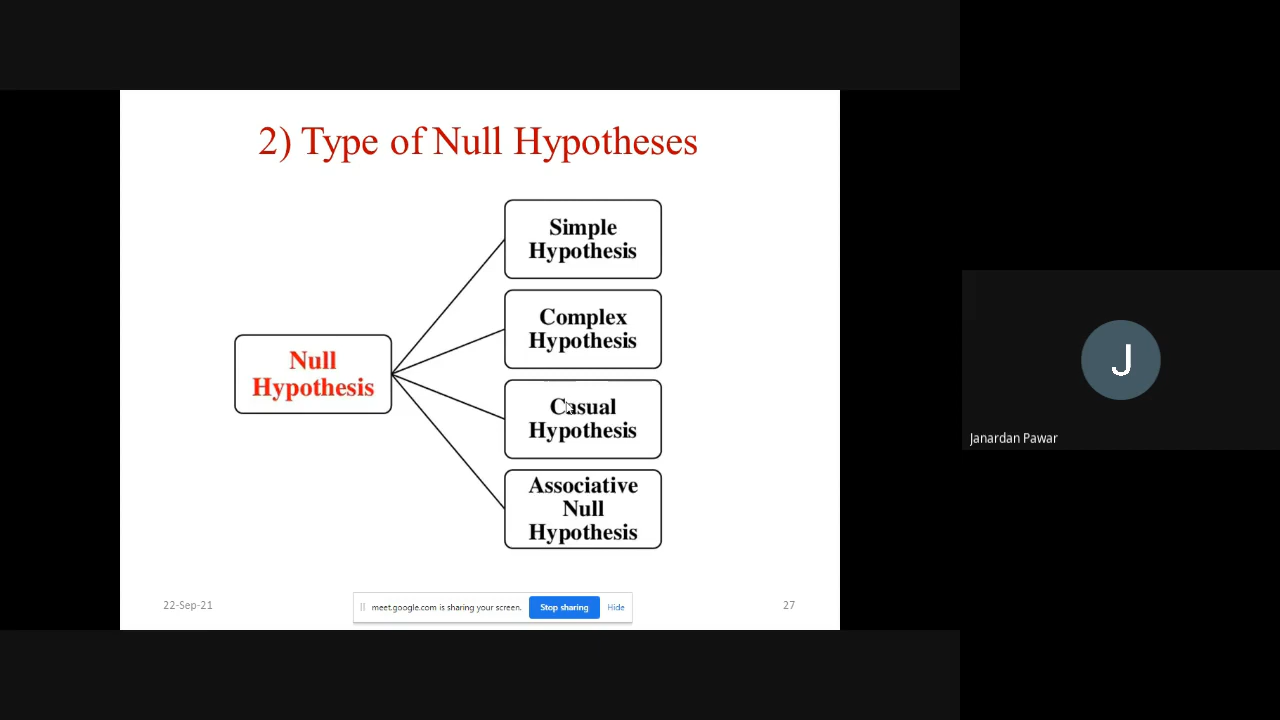 2) Type of Null Hypotheses
Simple
Hypothesis
Complex
Hypothesis
Null
Hypothesis
Casual
Hypothesis
Associative
Null
Hypothesis
22-Sep-21
meet.google.com is sharing your screen.
Stop sharing
Hide
27
J
Janardan Pawar